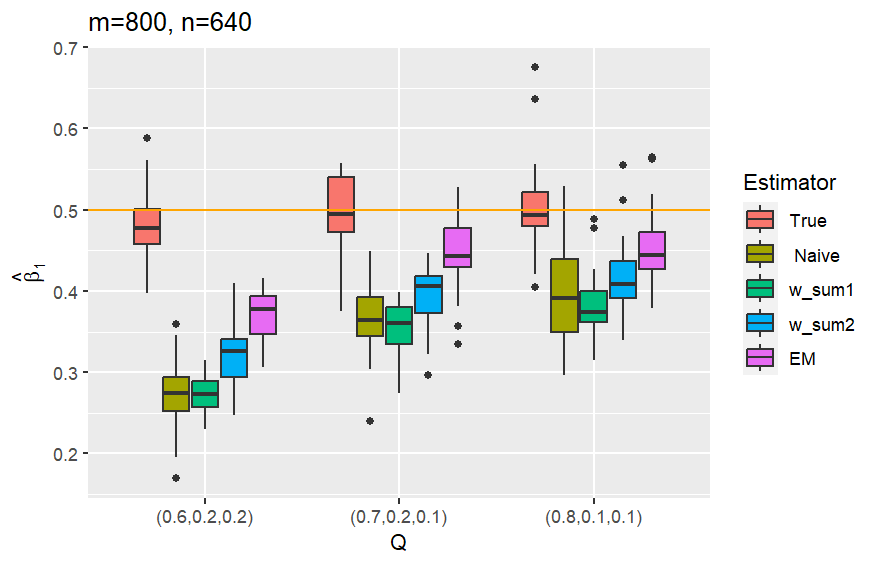 m=800, n=640
0.7
0.6
0.5
0.4
0.3
0.2
β̂1
(0.6,0.2,0.2)
(0.7,0.2,0.1)
(0.8,0.1,0.1)
Q
Estimator
True
Naive
w_sum1
w_sum2
EM